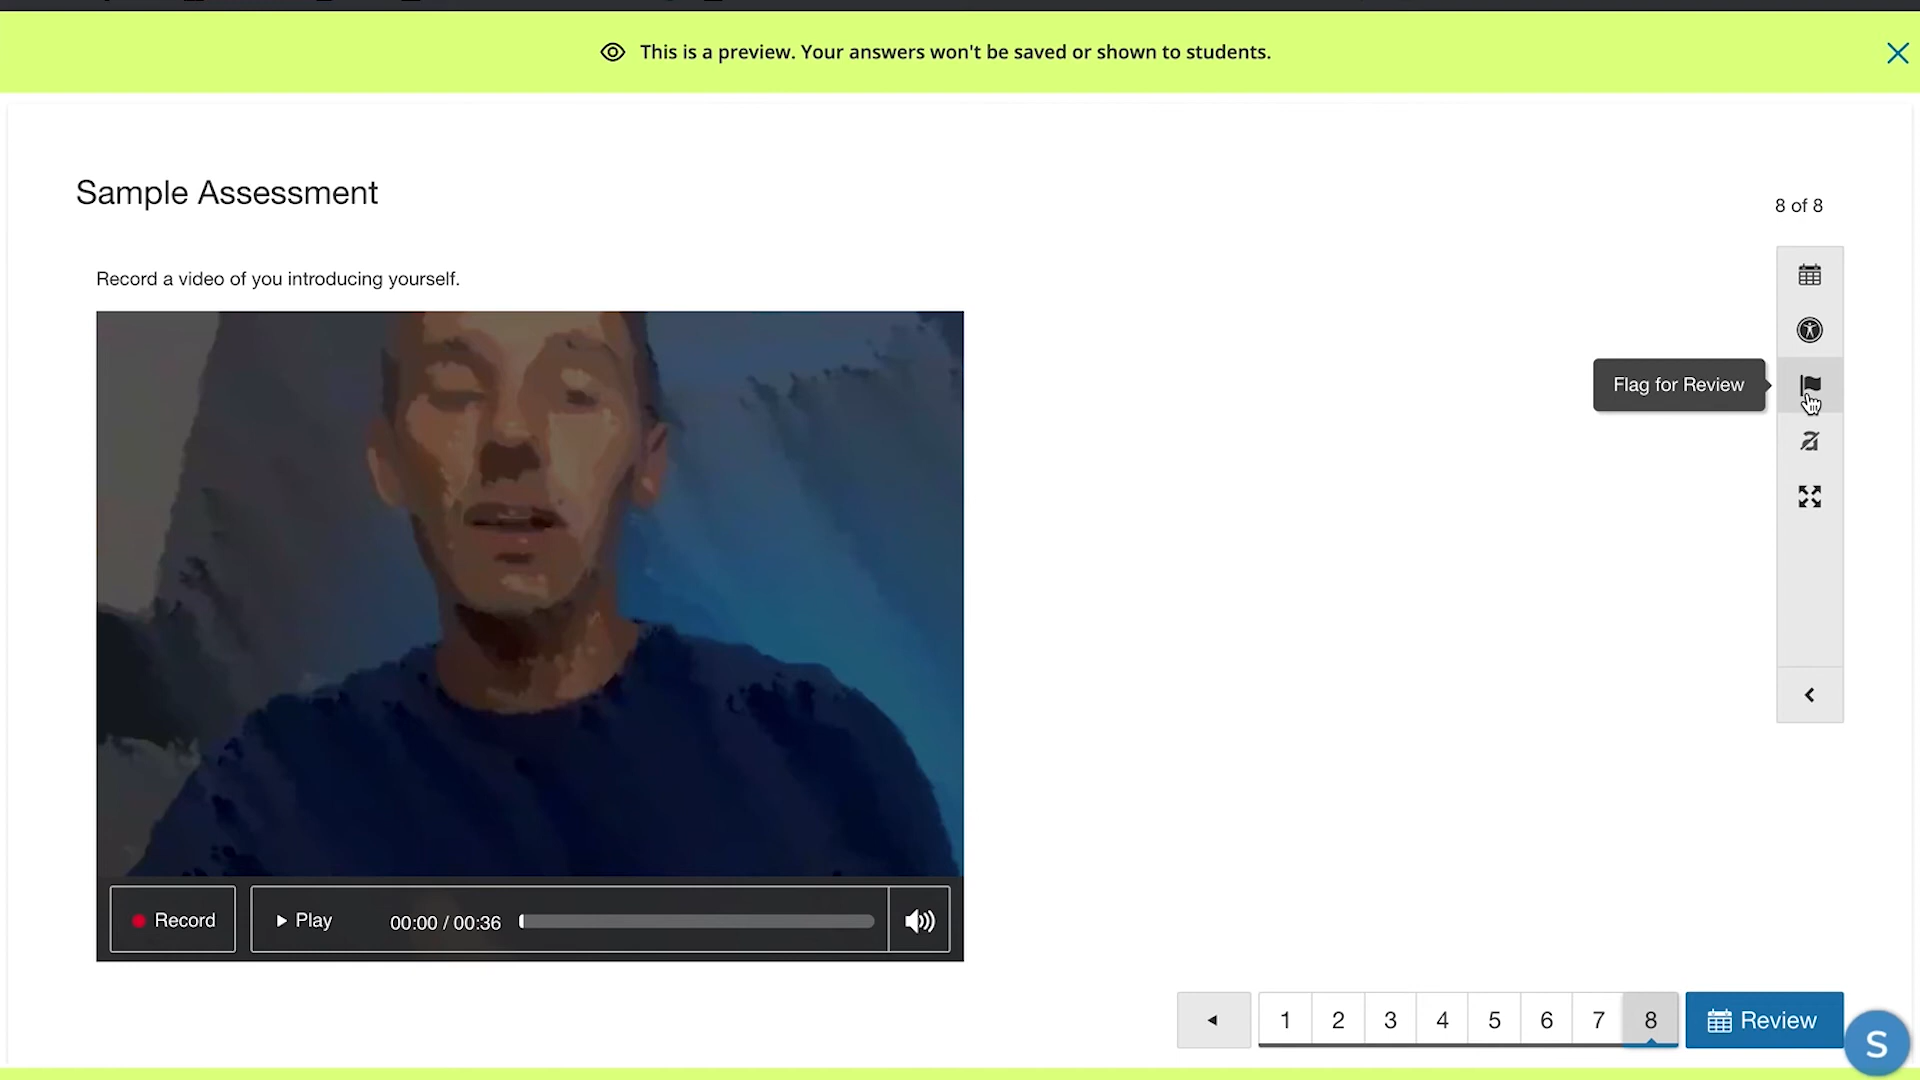 This is a preview. Your answers won't be saved or shown to students.
Sample Assessment
8 of 8
Record a video of you introducing yourself.
Flag for Review
Record
Play
00:00 / 00:36
1 2 3 4 5 6 7 8
Review
S